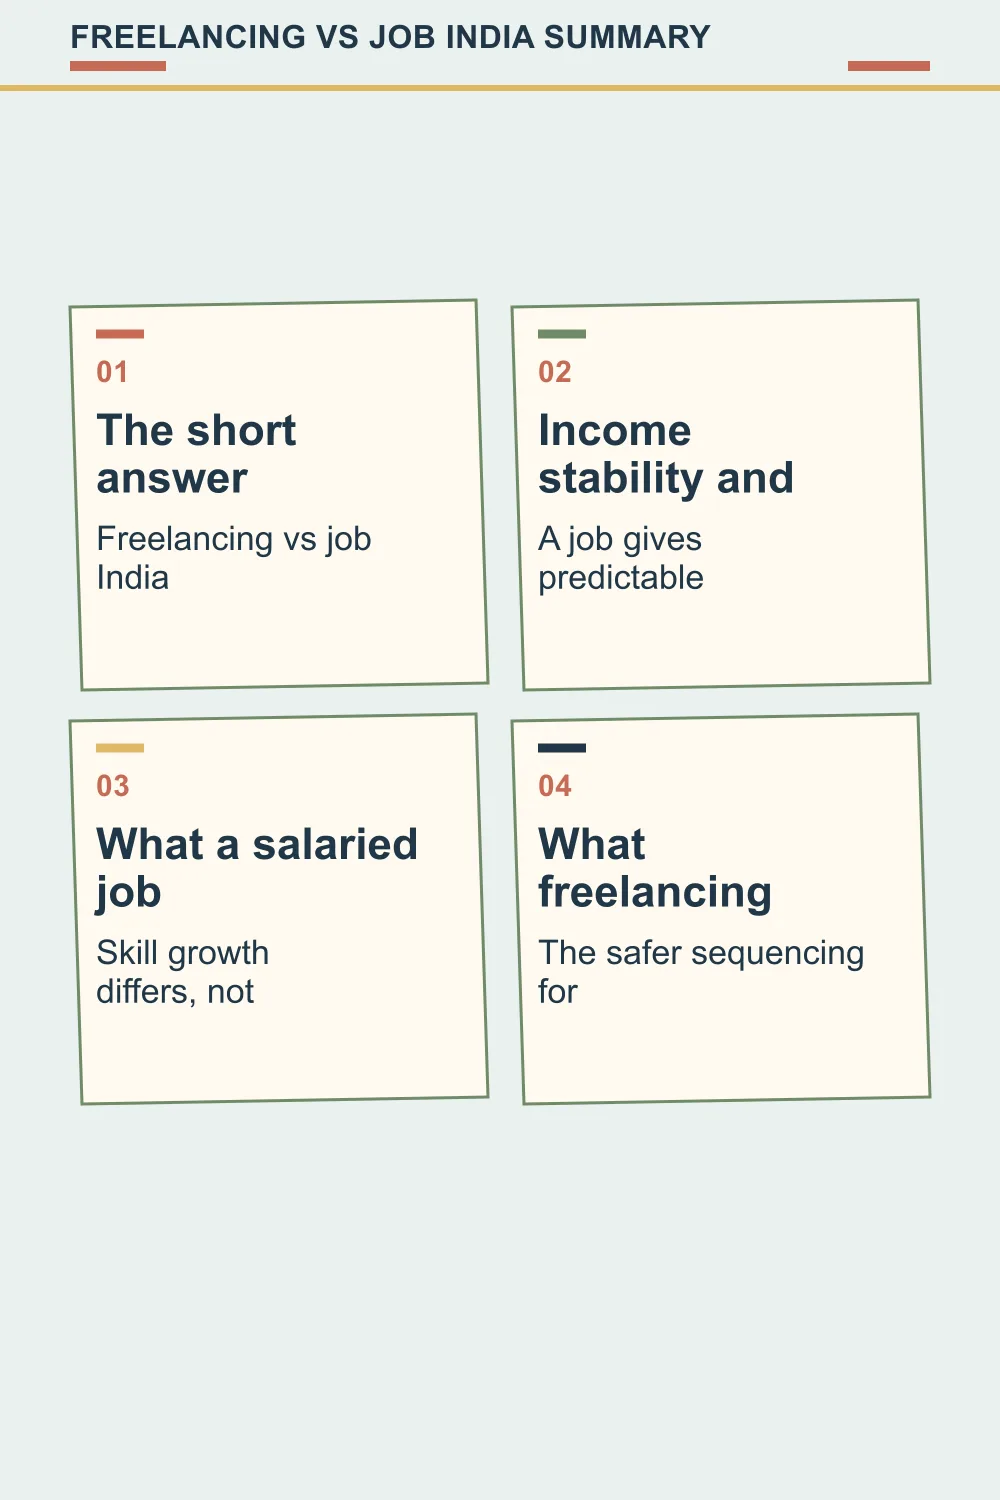 FREELANCING VS JOB INDIA SUMMARY
01
The short
answer
Freelancing vs job
India
02
Income
stability and
A job gives
predictable
03
What a salaried
job
Skill growth
differs, not
04
What
freelancing
The safer sequencing
for